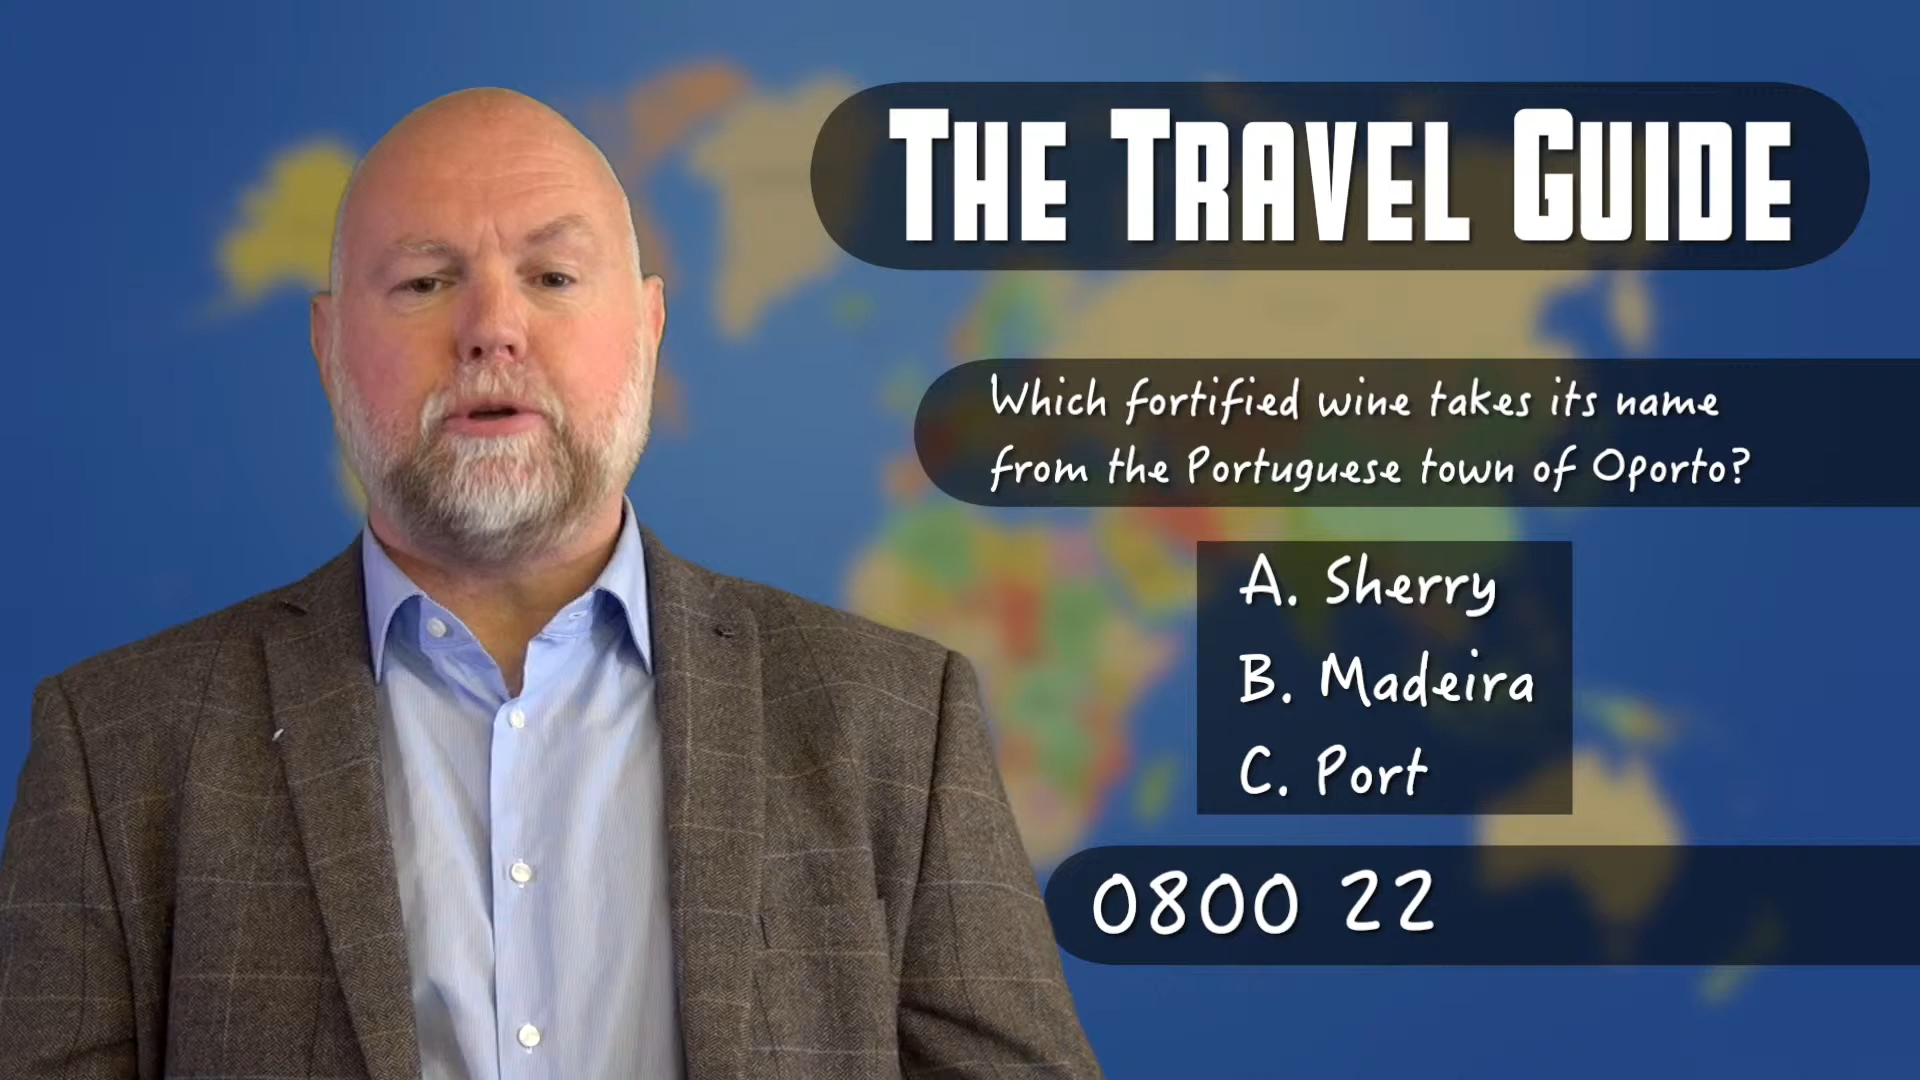 THE TRAVEL GUIDE
Which fortified wine takes its name
from the Portuguese town of Oporto?
A. Sherry
B. Madeira
C. Port
0800 22